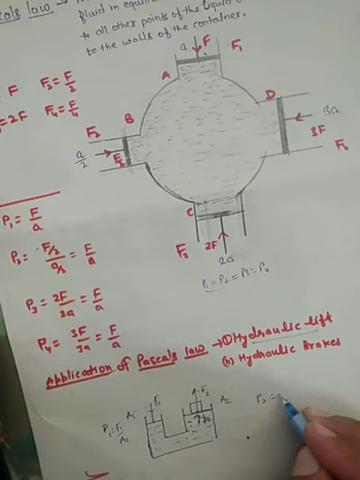 Pascals law →
fluid in equili
to all other points of the liquid
to the walls of the container.
F F₂ = F/2
= 2F F₄ = F/4
a F F₁
A
D
B
F₂
a/2
F/2
3a
3F
F₄
C
F₃ 2F
2a
P₁ = P₂ = P₃ = P₄
P₁ = F/a
P₂ = F/2 / a/2 = F/a
P₃ = 2F/2a = F/a
P₄ = 3F/3a = F/a
Application of Pascals law → (i) Hydraulic lift
(ii) Hydraulic Brakes
A₁ F₁ F₂ A₂
P₁ = F₁/A₁
P₂ =